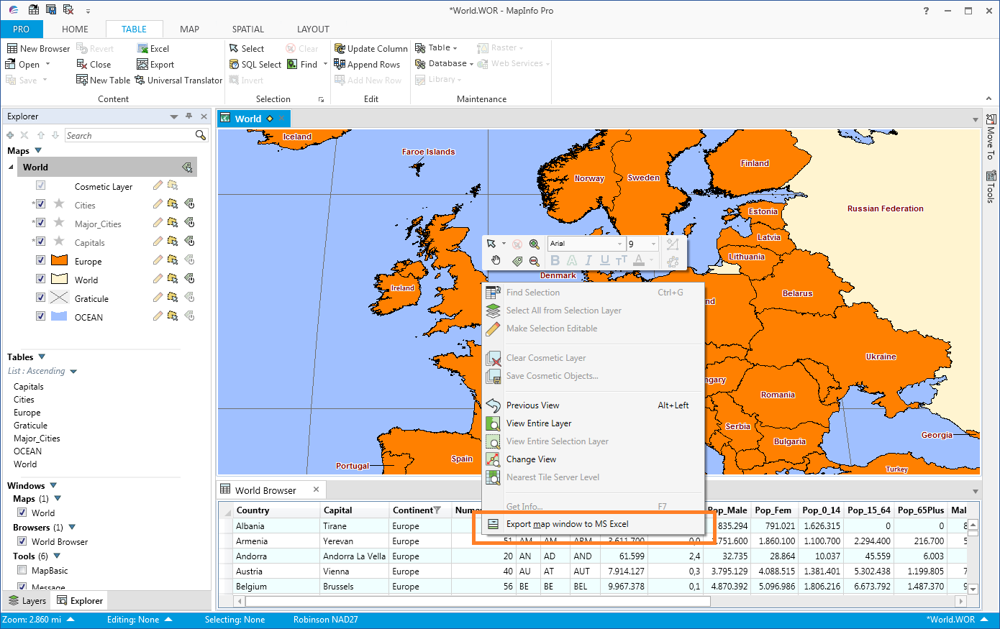 *World.WOR - MapInfo Pro
PRO HOME TABLE MAP SPATIAL LAYOUT
New Browser Revert Excel Select Clear Update Column Table Raster
Open Close Export SQL Select Find Append Rows Database Web Services
Save New Table Universal Translator Invert Add New Row Library
Content Selection Edit Maintenance
Explorer
Search
Maps
World
Cosmetic Layer
*Cities
*Major_Cities
*Capitals
Europe
World
Graticule
OCEAN
Tables
List : Ascending
Capitals
Cities
Europe
Graticule
Major_Cities
OCEAN
World
Windows
Maps (1)
World
Browsers (1)
World Browser
Tools (6)
MapBasic
Message
Layers Explorer
World
Iceland
Faroe Islands
Norway
Sweden
Finland
Russian Federation
Estonia
Latvia
Lithuania
Denmark
Ireland
Belarus
nd
Ukraine
ngary
Romania
Serbia
Bulgaria
Georgia
Spain
Portugal
Turkey
Arial 9
B A I U TT A
Find Selection Ctrl+G
Select All from Selection Layer
Make Selection Editable
Clear Cosmetic Layer
Save Cosmetic Objects...
Previous View Alt+Left
View Entire Layer
View Entire Selection Layer
Change View
Nearest Tile Server Level
Get Info... F7
Export map window to MS Excel
Move To
Tools
World Browser
Country Capital Continent Nume Pop_Male Pop_Fem Pop_0_14 Pop_15_64 Pop_65Plus Mal
Albania Tirane Europe 835.294 791.021 1.626.315 0 0 8
Armenia Yerevan Europe 51 AM AM ARM 3.611.700 0,0 1.751.600 1.860.100 1.100.700 2.294.400 216.700 5
Andorra Andorra La Vella Europe 20 AN AD AND 61.599 2,4 32.735 28.864 10.037 45.559 6.003
Austria Vienna Europe 40 AU AT AUT 7.914.127 0,3 3.795.129 4.088.515 1.381.401 5.302.438 1.199.805 7
Belgium Brussels Europe 56 BE BE BEL 9.967.378 0,1 4.870.392 5.096.986 1.806.216 6.673.792 1.487.370 9
Zoom: 2.860 mi Editing: None Selecting: None Robinson NAD27 *World.WOR